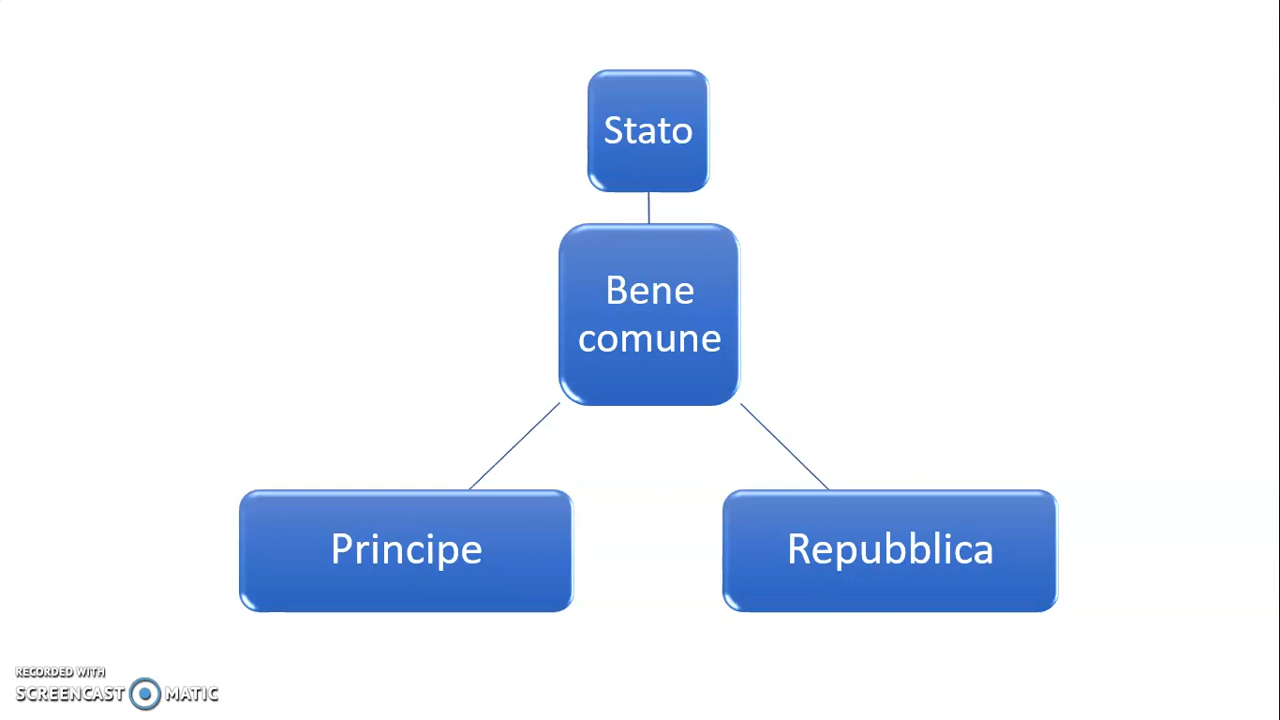 Stato
Bene
comune
Principe
Repubblica
RECORDED WITH
SCREENCAST MATIC